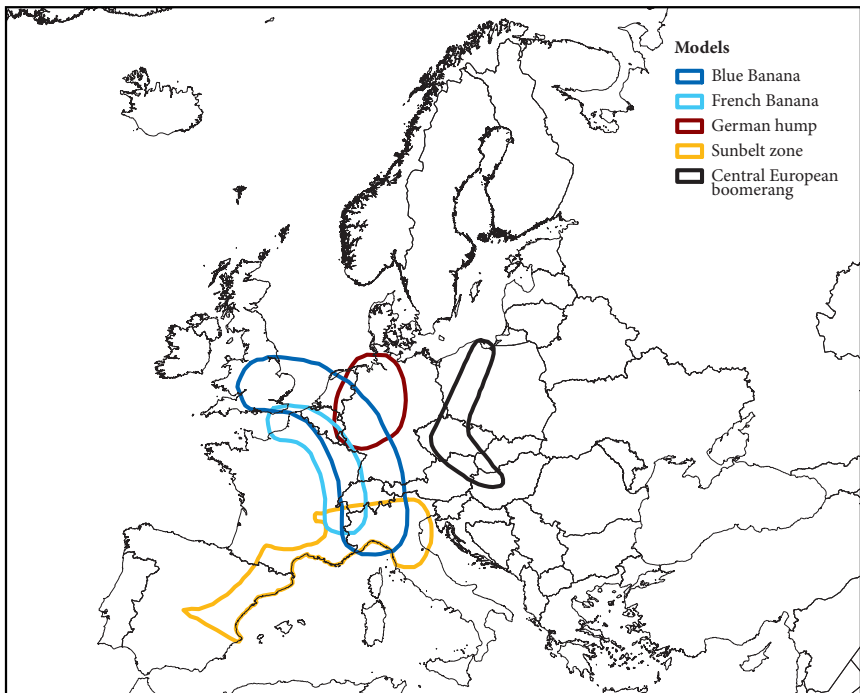 Models
Blue Banana
French Banana
German hump
Sunbelt zone
Central European
boomerang